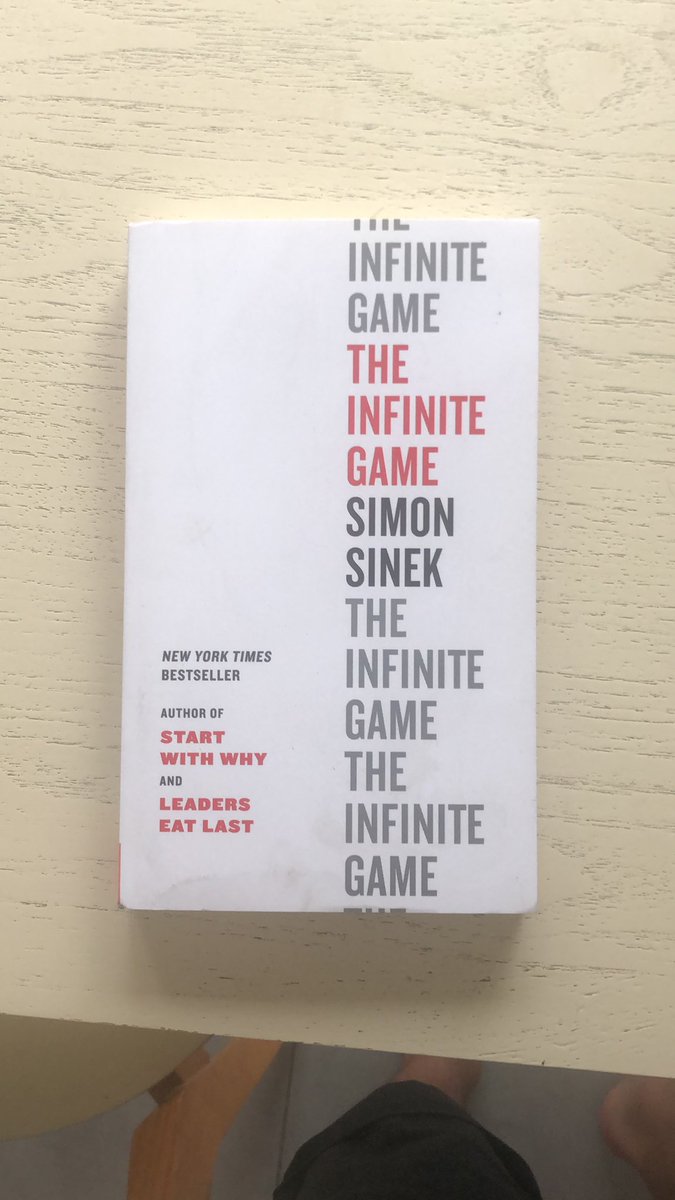 THE
INFINITE
GAME
THE
INFINITE
GAME
SIMON
SINEK
THE
INFINITE
GAME
THE
INFINITE
GAME
THE
NEW YORK TIMES
BESTSELLER
AUTHOR OF
START
WITH WHY
AND
LEADERS
EAT LAST